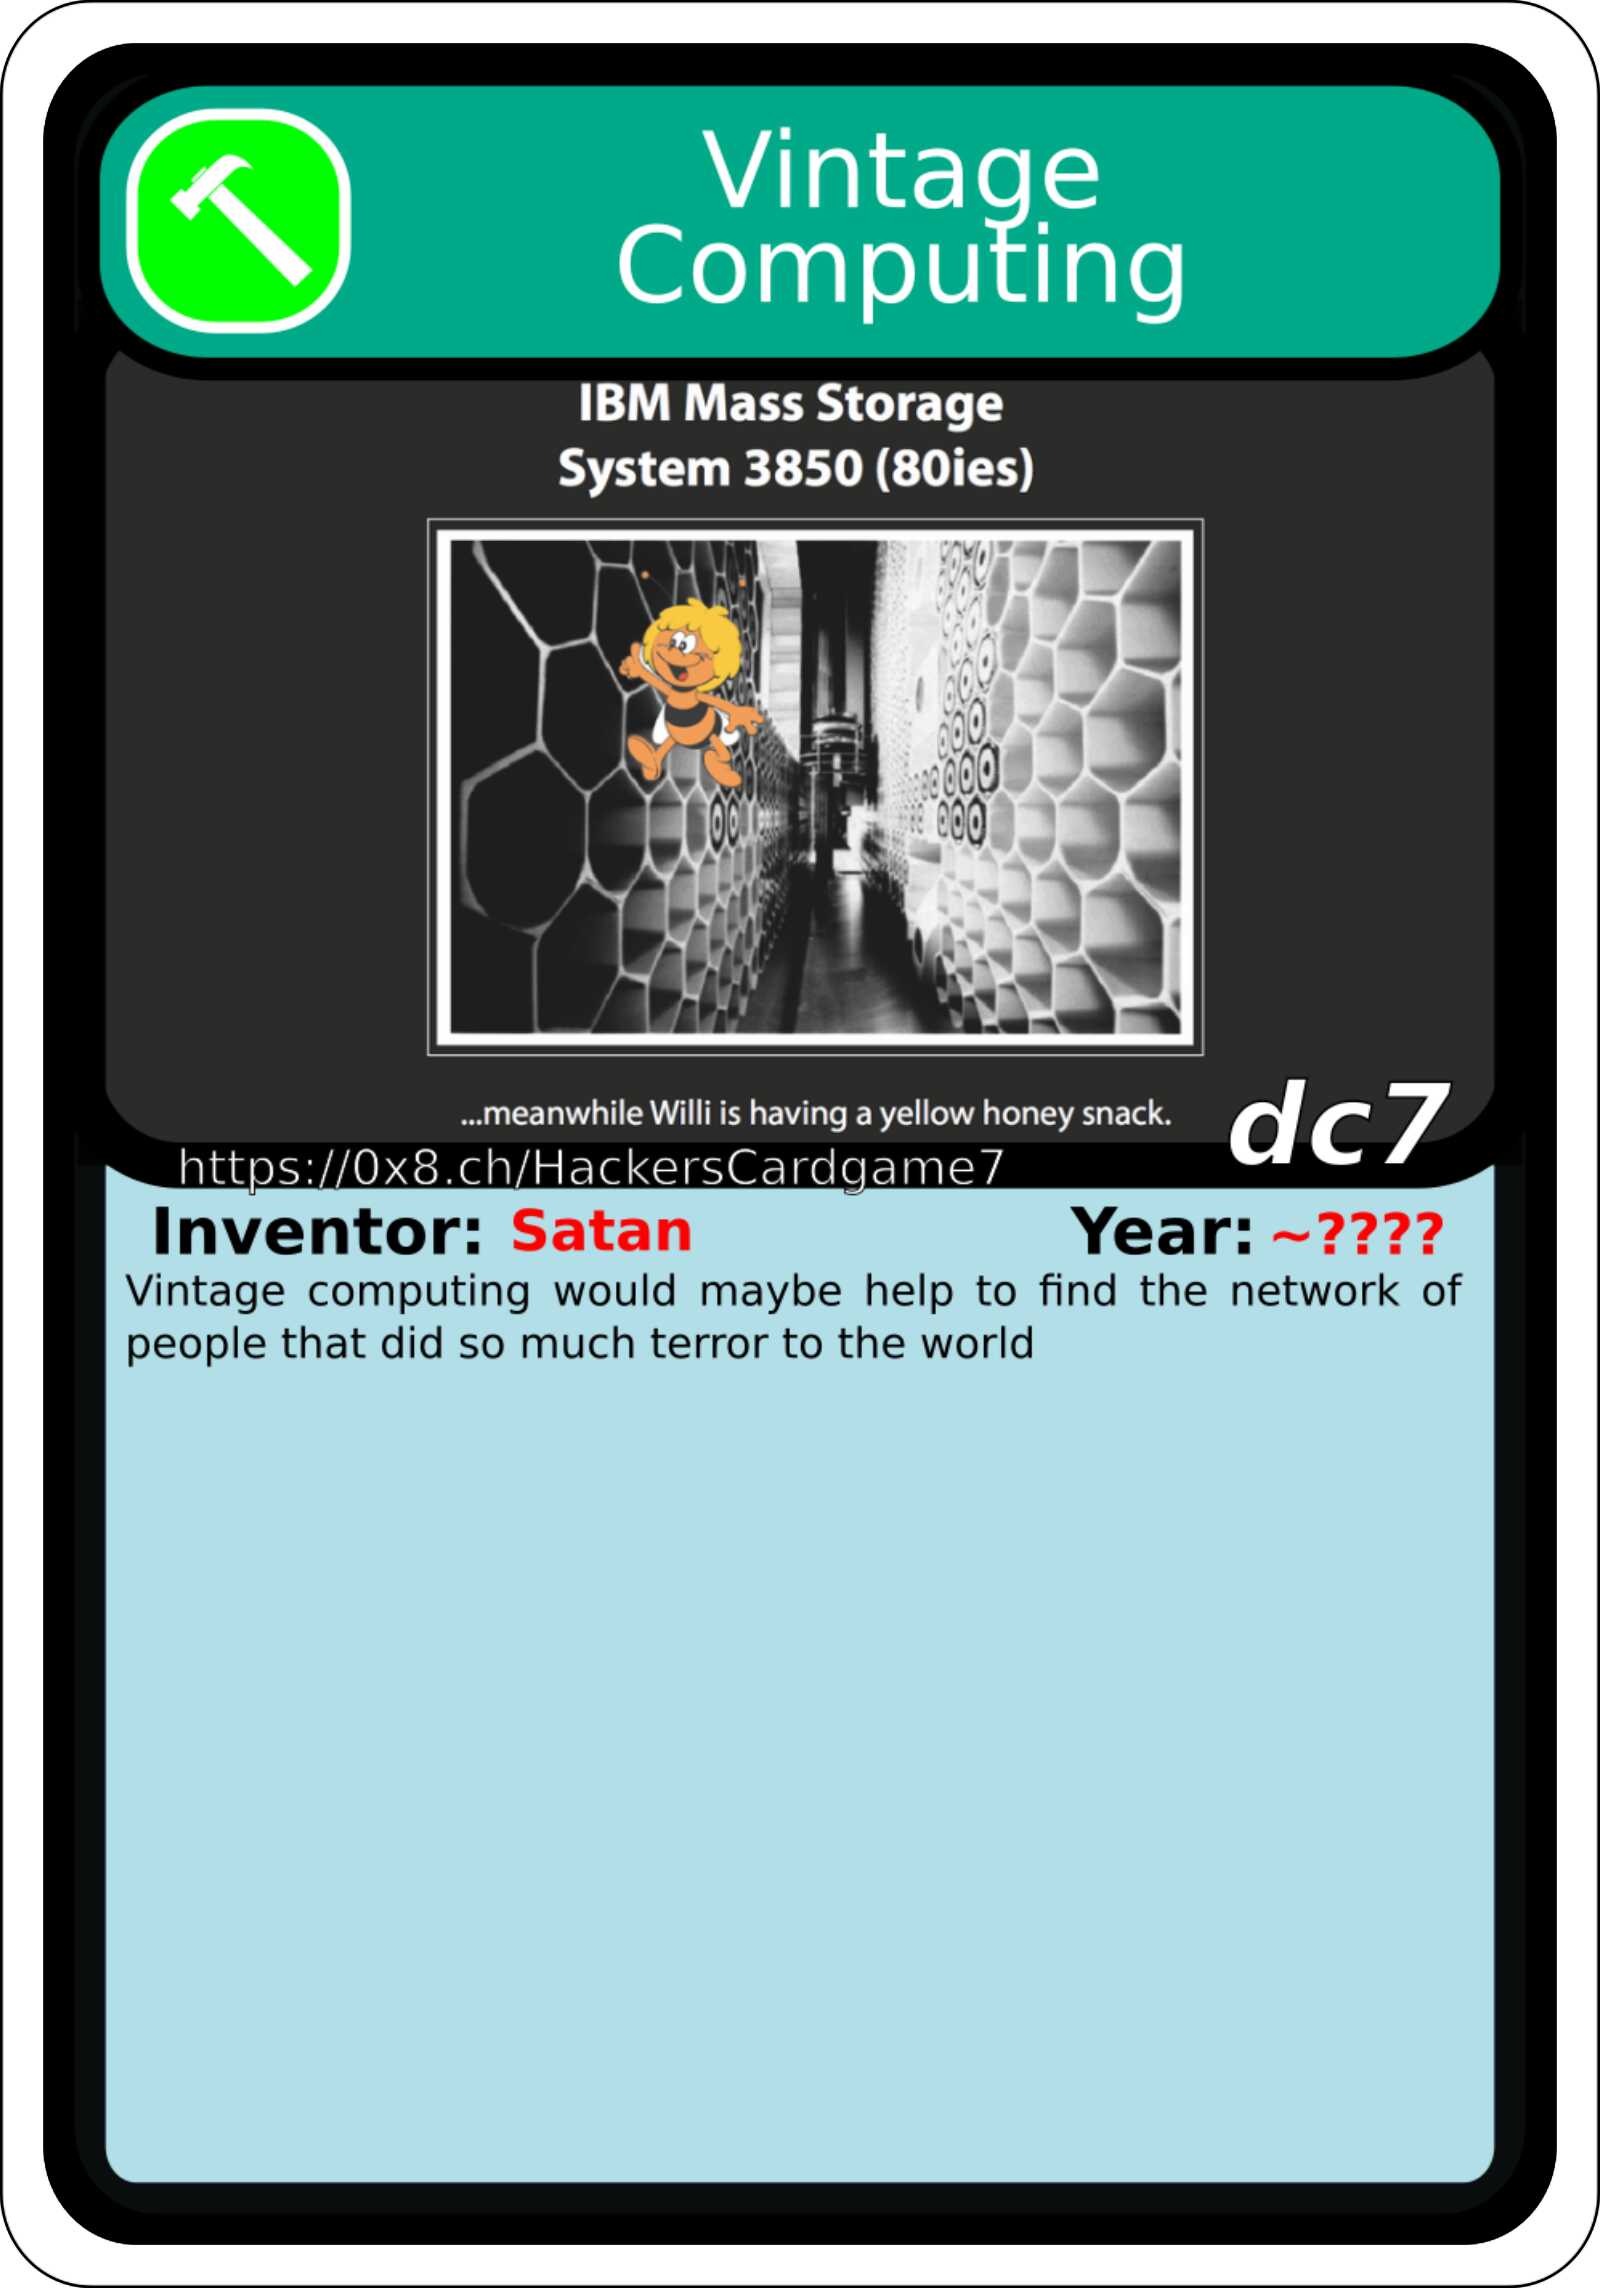 Vintage
Computing
IBM Mass Storage
System 3850 (80ies)
...meanwhile Willi is having a yellow honey snack.
dc7
https://0x8.ch/HackersCardgame7
Inventor: Satan Year: ~????
Vintage computing would maybe help to find the network of
people that did so much terror to the world